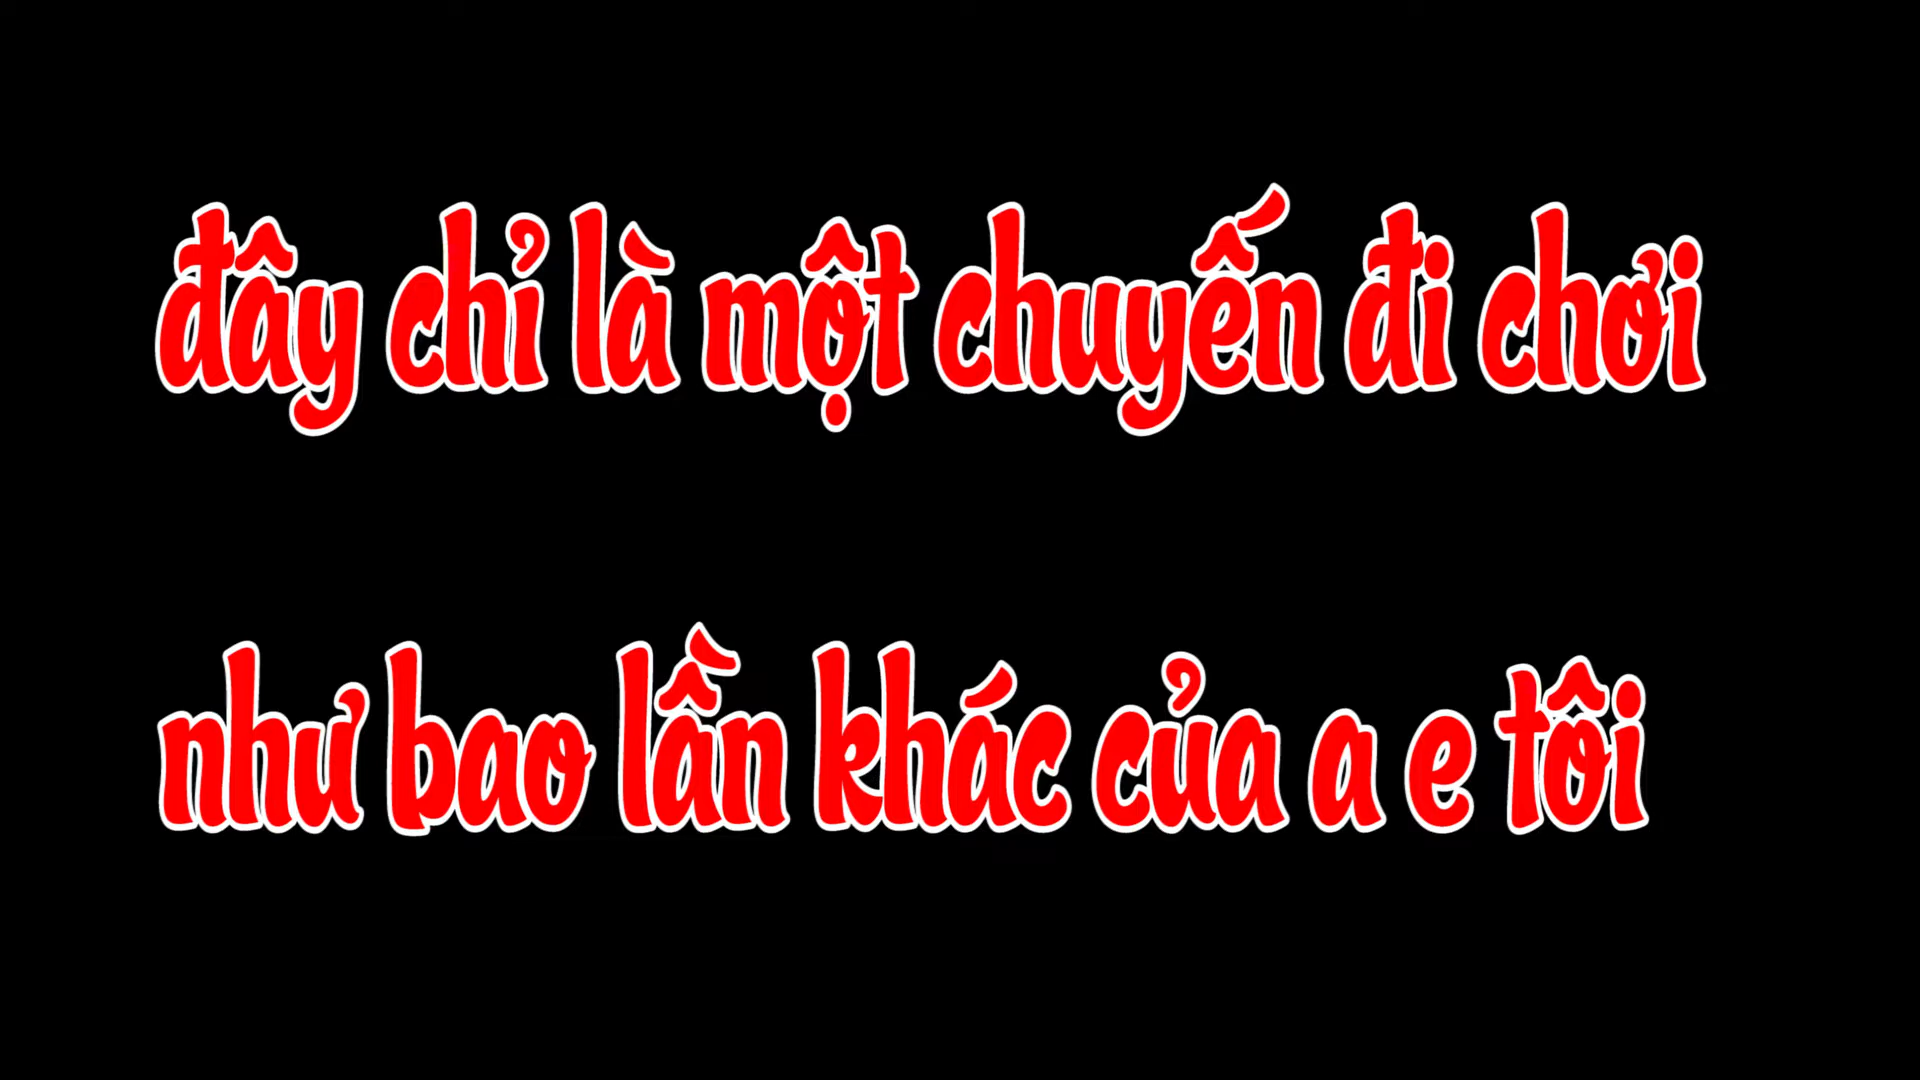 đây chỉ là một chuyến đi chơi
như bao lần khác của a e tôi